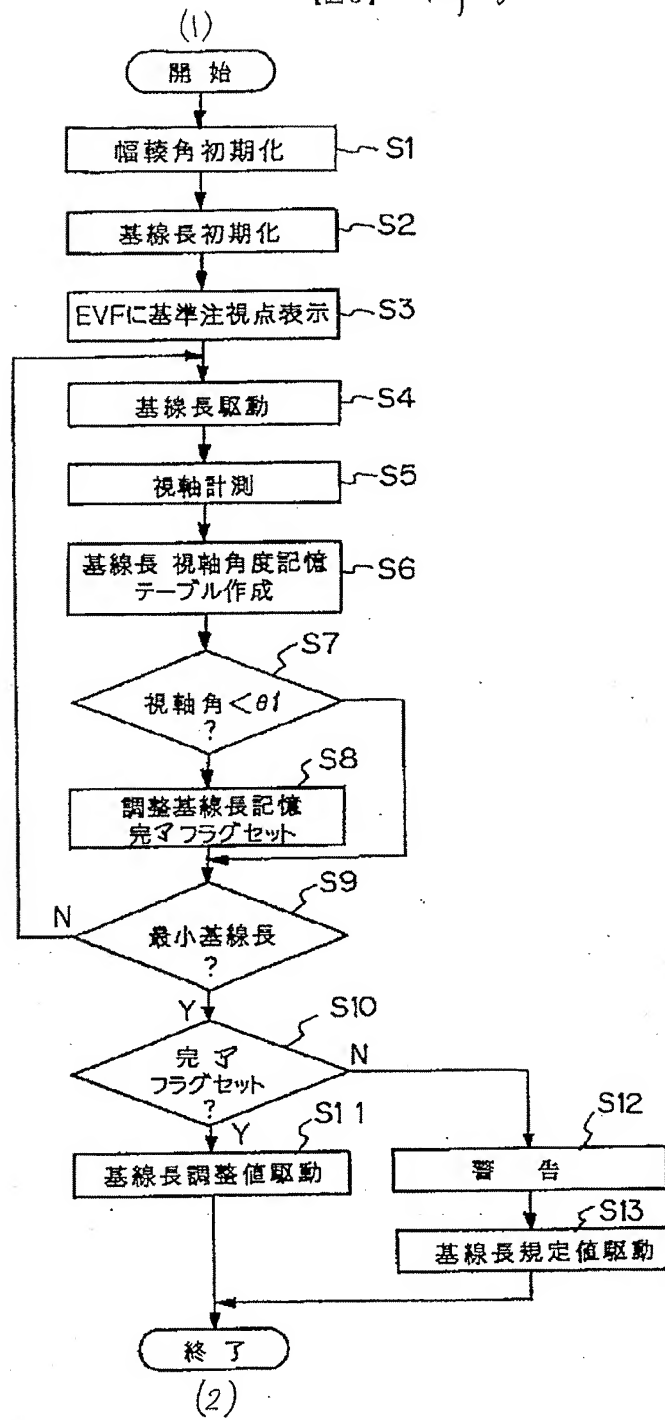 (1)
開始
幅輳角初期化
S1
基線長初期化
S2
EVFに基準注視点表示
S3
基線長駆動
S4
視軸計測
S5
基線長 視軸角度記憶
テーブル作成
S6
S7
視軸角<θ1
?
S8
調整基線長記憶
完了フラグセット
S9
N
最小基線長
?
Y
S10
完了
フラグセット
?
N
Y
S11
基線長調整値駆動
S12
警告
S13
基線長規定値駆動
終了
(2)